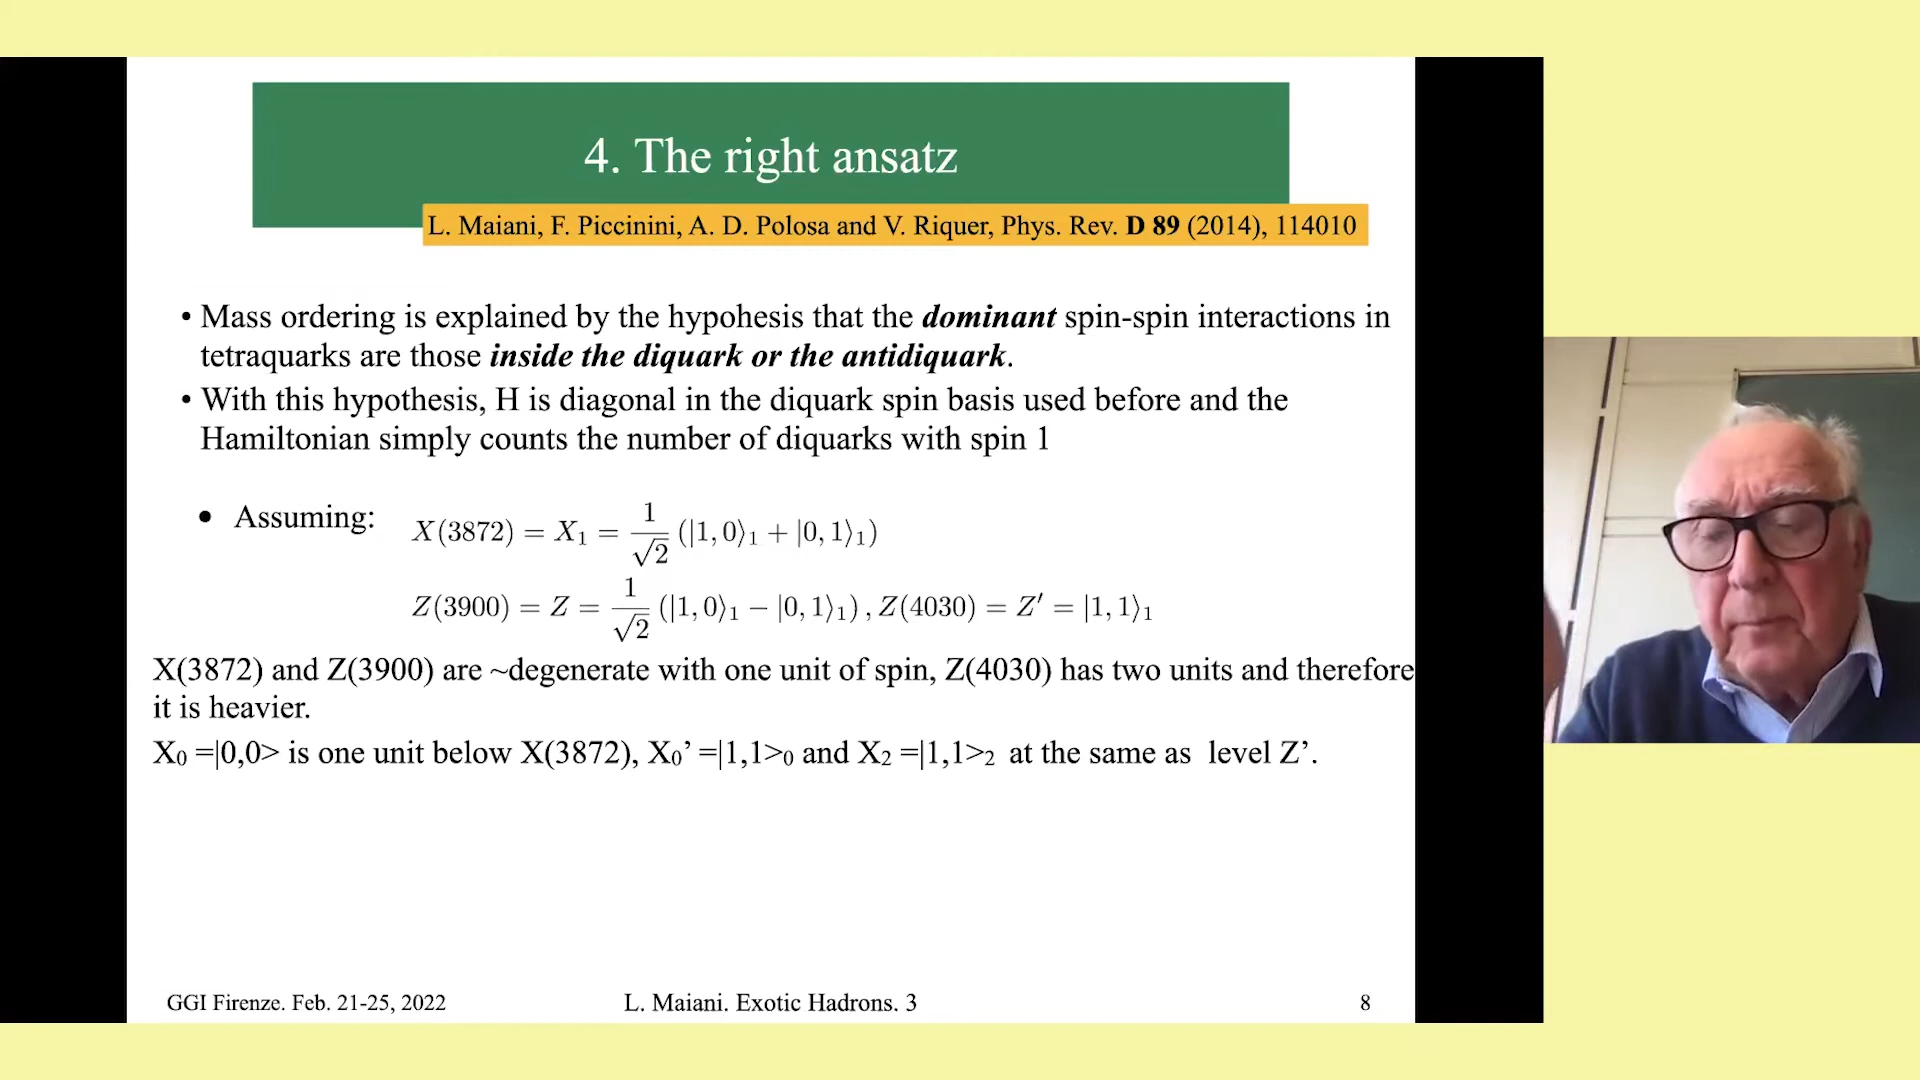 4. The right ansatz
L. Maiani, F. Piccinini, A. D. Polosa and V. Riquer, Phys. Rev. D 89 (2014), 114010
• Mass ordering is explained by the hypohesis that the dominant spin-spin interactions in
tetraquarks are those inside the diquark or the antidiquark.
• With this hypothesis, H is diagonal in the diquark spin basis used before and the
Hamiltonian simply counts the number of diquarks with spin 1
• Assuming: X(3872) = X₁ = 1/√2 (|1, 0⟩₁ + |0, 1⟩₁)
Z(3900) = Z = 1/√2 (|1, 0⟩₁ − |0, 1⟩₁) , Z(4030) = Z′ = |1, 1⟩₁
X(3872) and Z(3900) are ~degenerate with one unit of spin, Z(4030) has two units and therefore
it is heavier.
X₀ =|0,0> is one unit below X(3872), X₀’ =|1,1>₀ and X₂ =|1,1>₂ at the same as level Z’.
GGI Firenze. Feb. 21-25, 2022 L. Maiani. Exotic Hadrons. 3 8